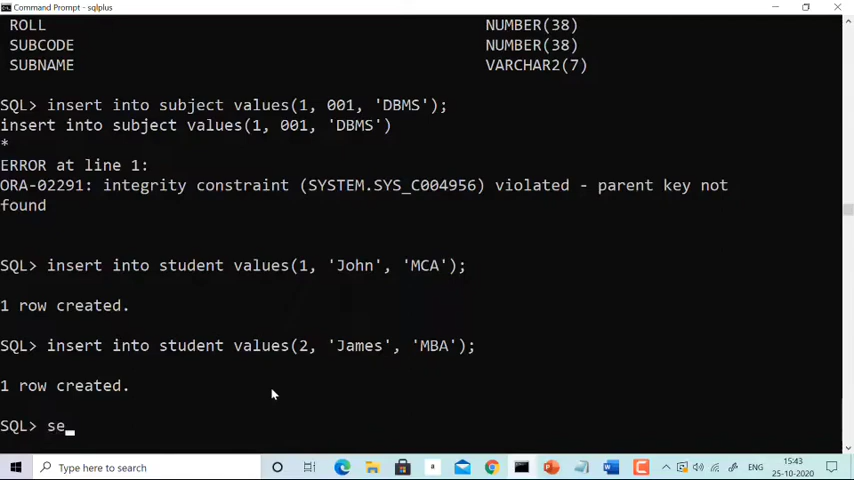 Command Prompt - sqlplus
ROLL NUMBER(38)
SUBCODE NUMBER(38)
SUBNAME VARCHAR2(7)
SQL> insert into subject values(1, 001, 'DBMS');
insert into subject values(1, 001, 'DBMS')
*
ERROR at line 1:
ORA-02291: integrity constraint (SYSTEM.SYS_C004956) violated - parent key not
found
SQL> insert into student values(1, 'John', 'MCA');
1 row created.
SQL> insert into student values(2, 'James', 'MBA');
1 row created.
SQL> se_
Type here to search
ENG
15:43
25-10-2020